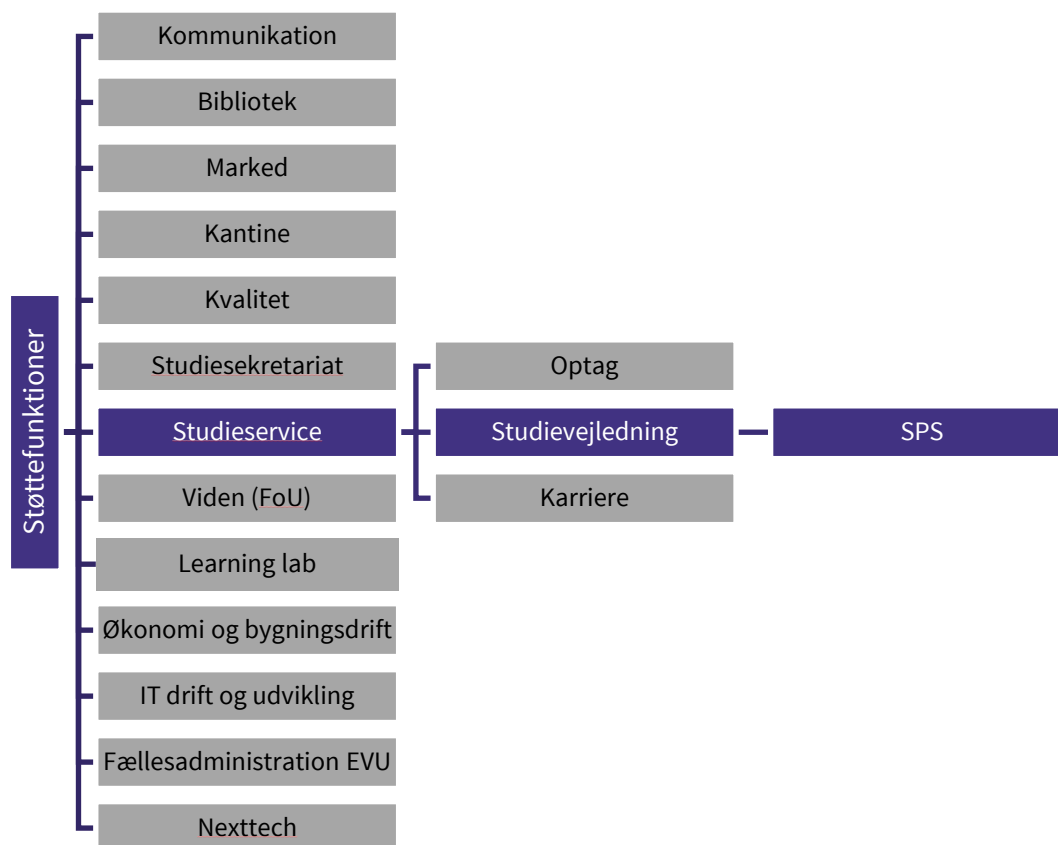 Støttefunktioner
Kommunikation
Bibliotek
Marked
Kantine
Kvalitet
Studiesekretariat
Studieservice
Viden (FoU)
Learning lab
Økonomi og bygningsdrift
IT drift og udvikling
Fællesadministration EVU
Nexttech
Optag
Studievejledning
Karriere
SPS